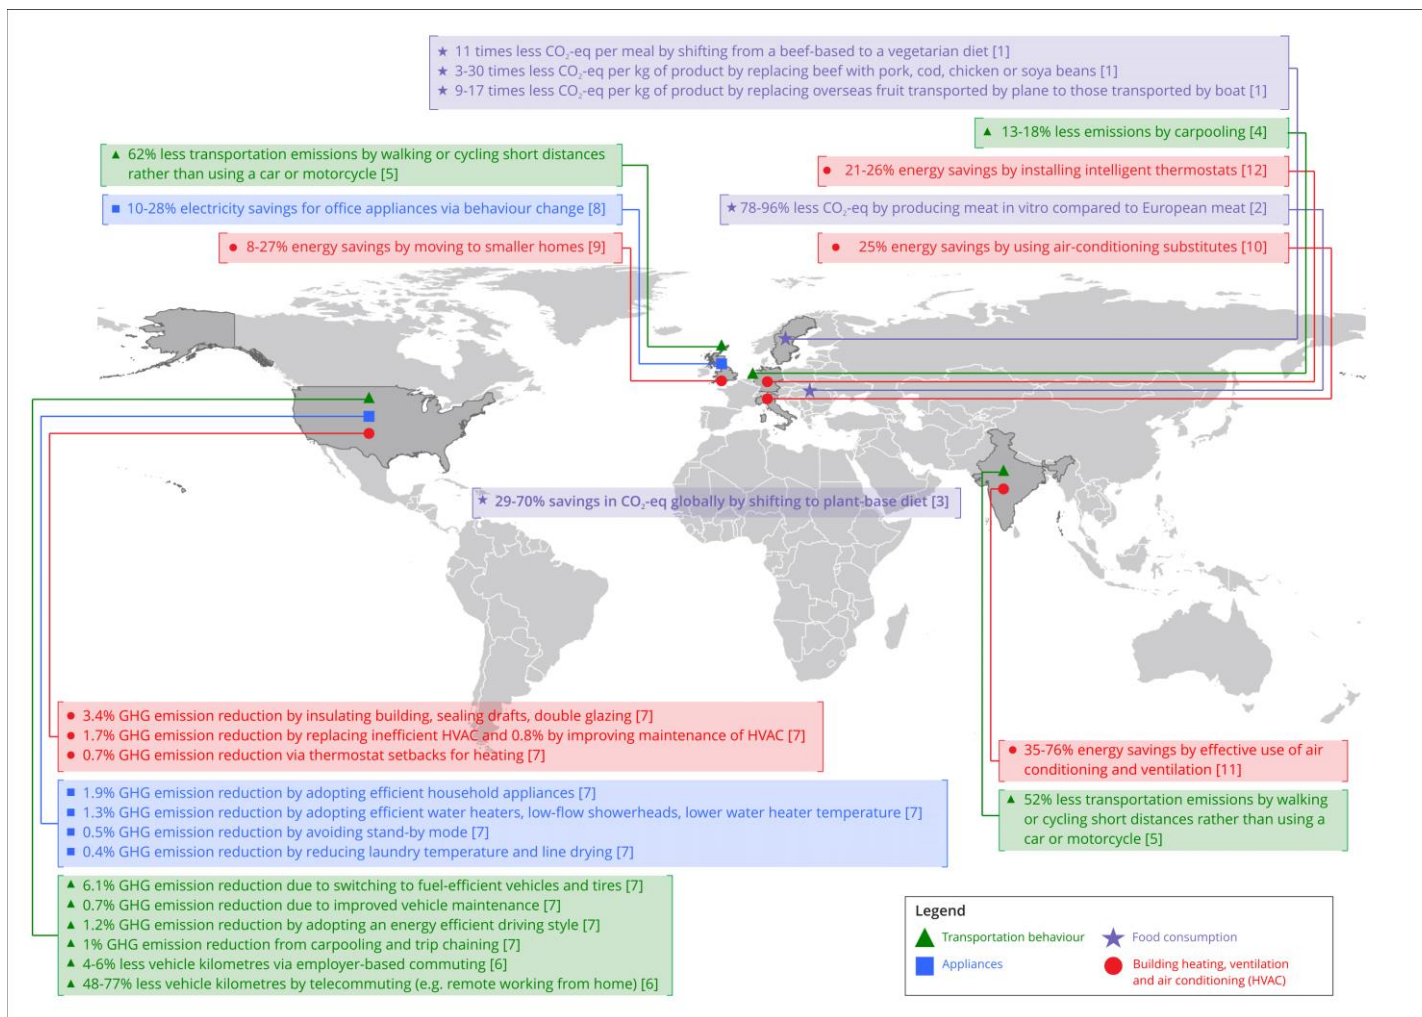 ★ 11 times less CO₂-eq per meal by shifting from a beef-based to a vegetarian diet [1]
★ 3-30 times less CO₂-eq per kg of product by replacing beef with pork, cod, chicken or soya beans [1]
★ 9-17 times less CO₂-eq per kg of product by replacing overseas fruit transported by plane to those transported by boat [1]
▲ 13-18% less emissions by carpooling [4]
▲ 62% less transportation emissions by walking or cycling short distances
rather than using a car or motorcycle [5]
● 21-26% energy savings by installing intelligent thermostats [12]
■ 10-28% electricity savings for office appliances via behaviour change [8]
★ 78-96% less CO₂-eq by producing meat in vitro compared to European meat [2]
● 8-27% energy savings by moving to smaller homes [9]
● 25% energy savings by using air-conditioning substitutes [10]
★ 29-70% savings in CO₂-eq globally by shifting to plant-base diet [3]
● 3.4% GHG emission reduction by insulating building, sealing drafts, double glazing [7]
● 1.7% GHG emission reduction by replacing inefficient HVAC and 0.8% by improving maintenance of HVAC [7]
● 0.7% GHG emission reduction via thermostat setbacks for heating [7]
■ 1.9% GHG emission reduction by adopting efficient household appliances [7]
■ 1.3% GHG emission reduction by adopting efficient water heaters, low-flow showerheads, lower water heater temperature [7]
■ 0.5% GHG emission reduction by avoiding stand-by mode [7]
■ 0.4% GHG emission reduction by reducing laundry temperature and line drying [7]
▲ 6.1% GHG emission reduction due to switching to fuel-efficient vehicles and tires [7]
▲ 0.7% GHG emission reduction due to improved vehicle maintenance [7]
▲ 1.2% GHG emission reduction by adopting an energy efficient driving style [7]
▲ 1% GHG emission reduction from carpooling and trip chaining [7]
▲ 4-6% less vehicle kilometres via employer-based commuting [6]
▲ 48-77% less vehicle kilometres by telecommuting (e.g. remote working from home) [6]
● 35-76% energy savings by effective use of air
conditioning and ventilation [11]
▲ 52% less transportation emissions by walking
or cycling short distances rather than using a
car or motorcycle [5]
Legend
▲ Transportation behaviour
★ Food consumption
■ Appliances
● Building heating, ventilation
and air conditioning (HVAC)